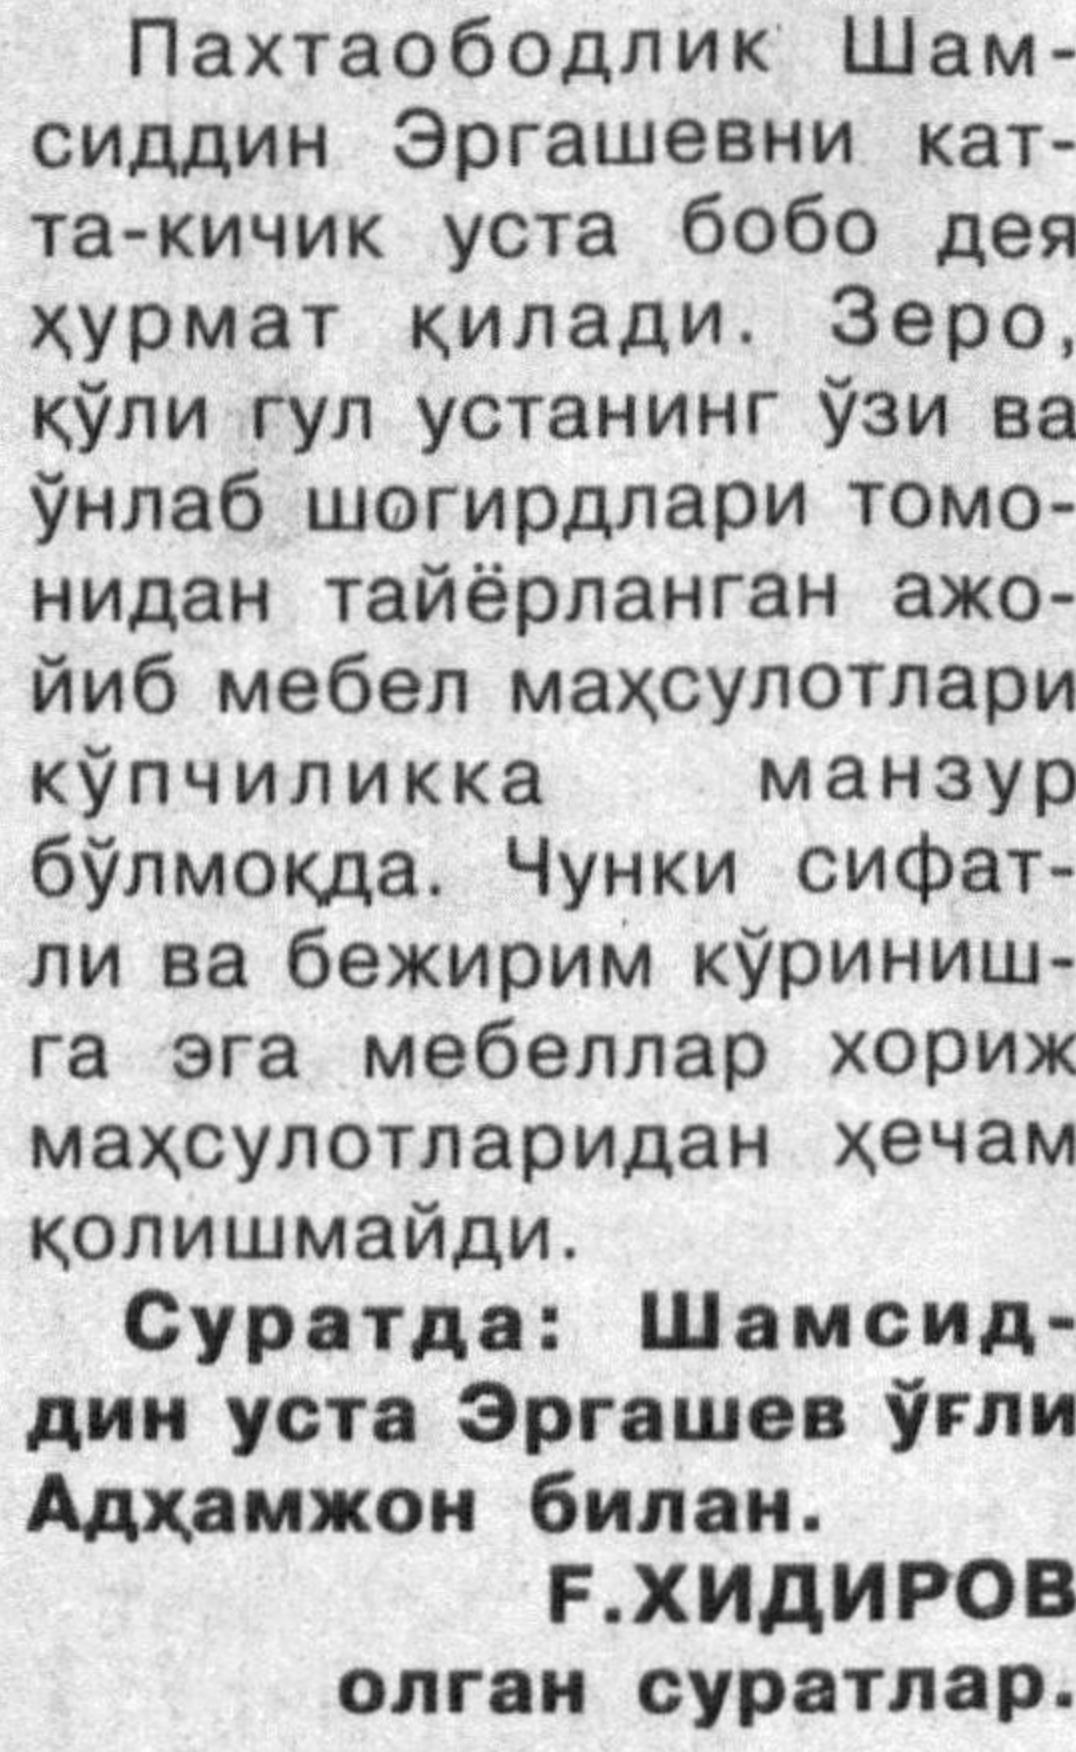 Пахтаободлик Шам-
сиддин Эргашевни кат-
та-кичик уста бобо дея
ҳурмат қилади. Зеро,
қўли гул устанинг ўзи ва
ўнлаб шогирдлари томо-
нидан тайёрланган ажо-
йиб мебел маҳсулотлари
кўпчиликка манзур
бўлмоқда. Чунки сифат-
ли ва бежирим кўриниш-
га эга мебеллар хориж
маҳсулотларидан ҳечам
қолишмайди.
Суратда: Шамсид-
дин уста Эргашев ўғли
Адҳамжон билан.
Ғ.ХИДИРОВ
олган суратлар.